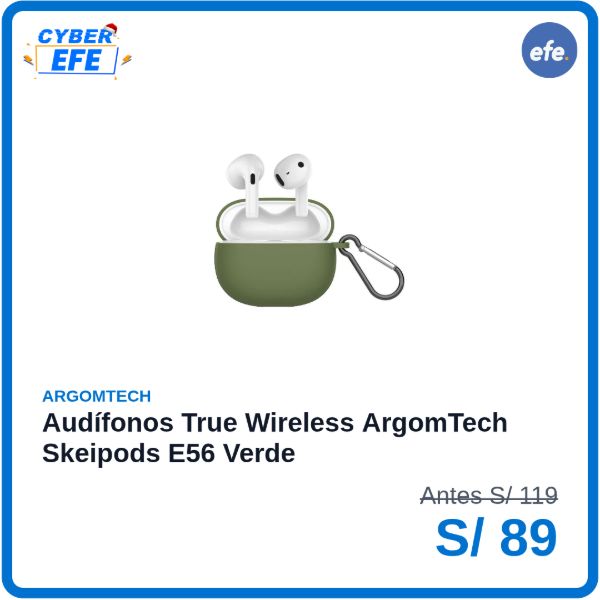 CYBER
EFE
efe.
ARGOMTECH
Audífonos True Wireless ArgomTech
Skeipods E56 Verde
Antes S/ 119
S/ 89